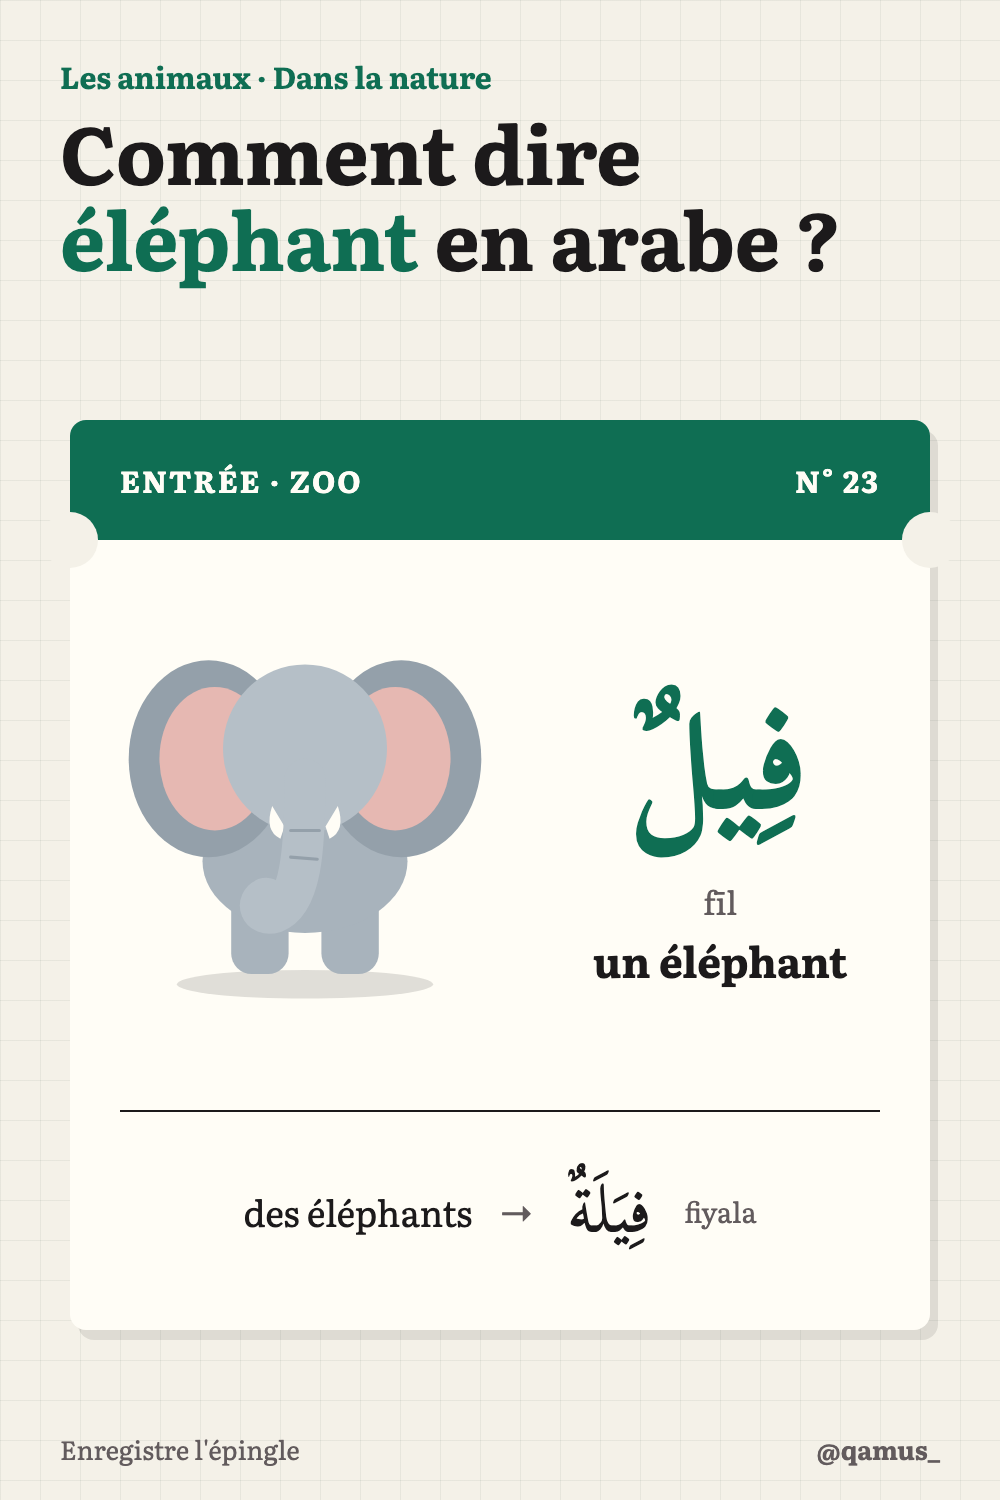 Les animaux · Dans la nature
Comment dire
éléphant en arabe ?
ENTRÉE · ZOO
N° 23
فِيلٌ
fīl
un éléphant
des éléphants → فِيَلَةٌ fiyala
Enregistre l'épingle
@qamus_